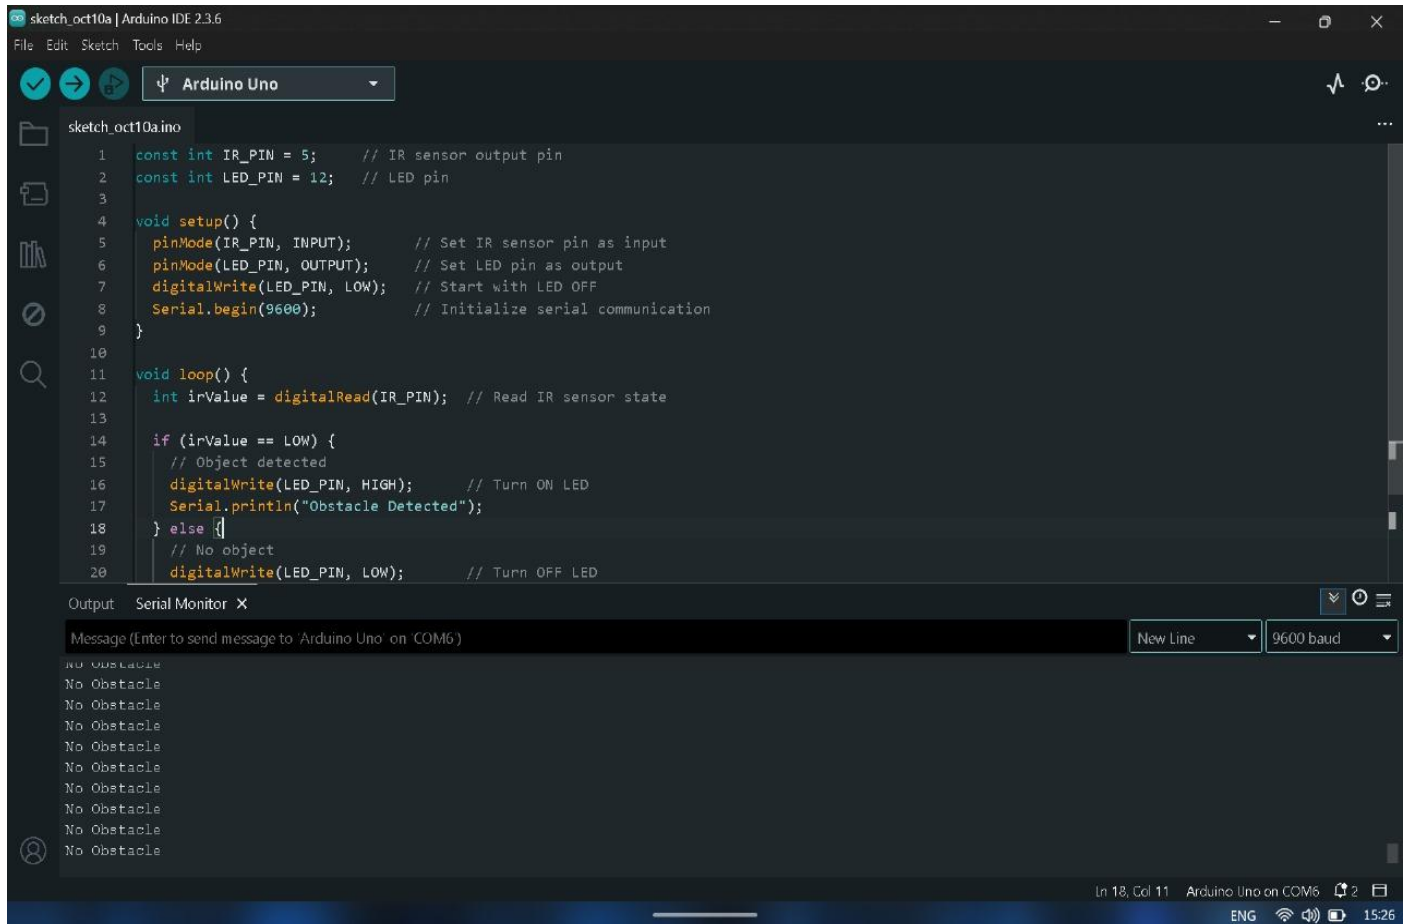 sketch_oct10a | Arduino IDE 2.3.6
File Edit Sketch Tools Help
Arduino Uno
sketch_oct10a.ino
1 const int IR_PIN = 5; // IR sensor output pin
2 const int LED_PIN = 12; // LED pin
3
4 void setup() {
5 pinMode(IR_PIN, INPUT); // Set IR sensor pin as input
6 pinMode(LED_PIN, OUTPUT); // Set LED pin as output
7 digitalWrite(LED_PIN, LOW); // Start with LED OFF
8 Serial.begin(9600); // Initialize serial communication
9 }
10
11 void loop() {
12 int irValue = digitalRead(IR_PIN); // Read IR sensor state
13
14 if (irValue == LOW) {
15 // Object detected
16 digitalWrite(LED_PIN, HIGH); // Turn ON LED
17 Serial.println("Obstacle Detected");
18 } else {
19 // No object
20 digitalWrite(LED_PIN, LOW); // Turn OFF LED
Output Serial Monitor X
Message (Enter to send message to 'Arduino Uno' on 'COM6')
New Line 9600 baud
No Obstacle
No Obstacle
No Obstacle
No Obstacle
No Obstacle
No Obstacle
No Obstacle
No Obstacle
No Obstacle
No Obstacle
Ln 18, Col 11 Arduino Uno on COM6 2
ENG 15:26